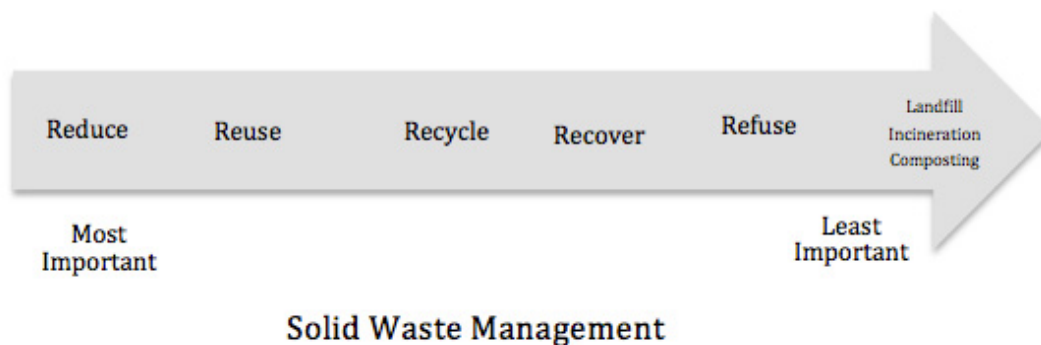 Reduce
Reuse
Recycle
Recover
Refuse
Landfill
Incineration
Composting
Most
Important
Least
Important
Solid Waste Management